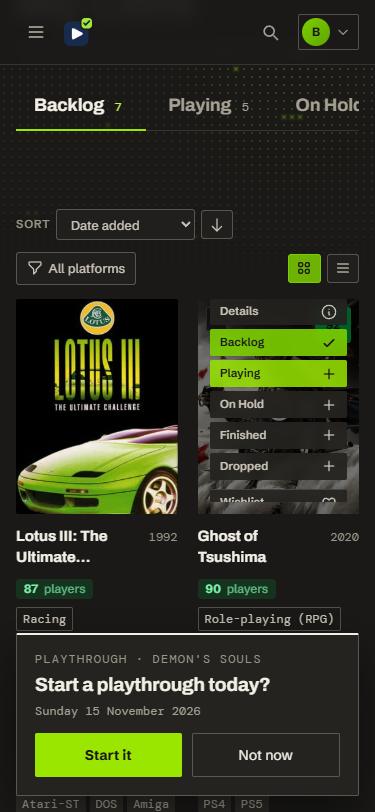 B
Backlog 7
Playing 5
On Hold
SORT
Date added
All platforms
LOTUS
LOTUS III
THE ULTIMATE CHALLENGE
Details
Backlog
Playing
On Hold
Finished
Dropped
Wishlist
Lotus III: The Ultimate…
1992
Ghost of Tsushima
2020
87 players
90 players
Racing
Role-playing (RPG)
PLAYTHROUGH · DEMON'S SOULS
Start a playthrough today?
Sunday 15 November 2026
Start it
Not now
Atari-ST
DOS
Amiga
PS4
PS5